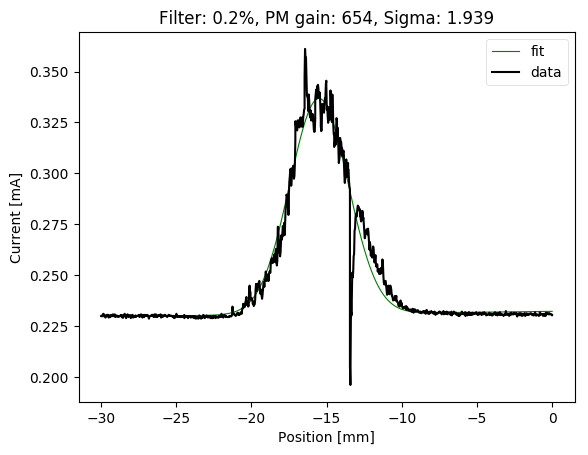 Filter: 0.2%, PM gain: 654, Sigma: 1.939
fit
data
0.350
0.325
0.300
0.275
0.250
0.225
0.200
Current [mA]
−30
−25
−20
−15
−10
−5
0
Position [mm]